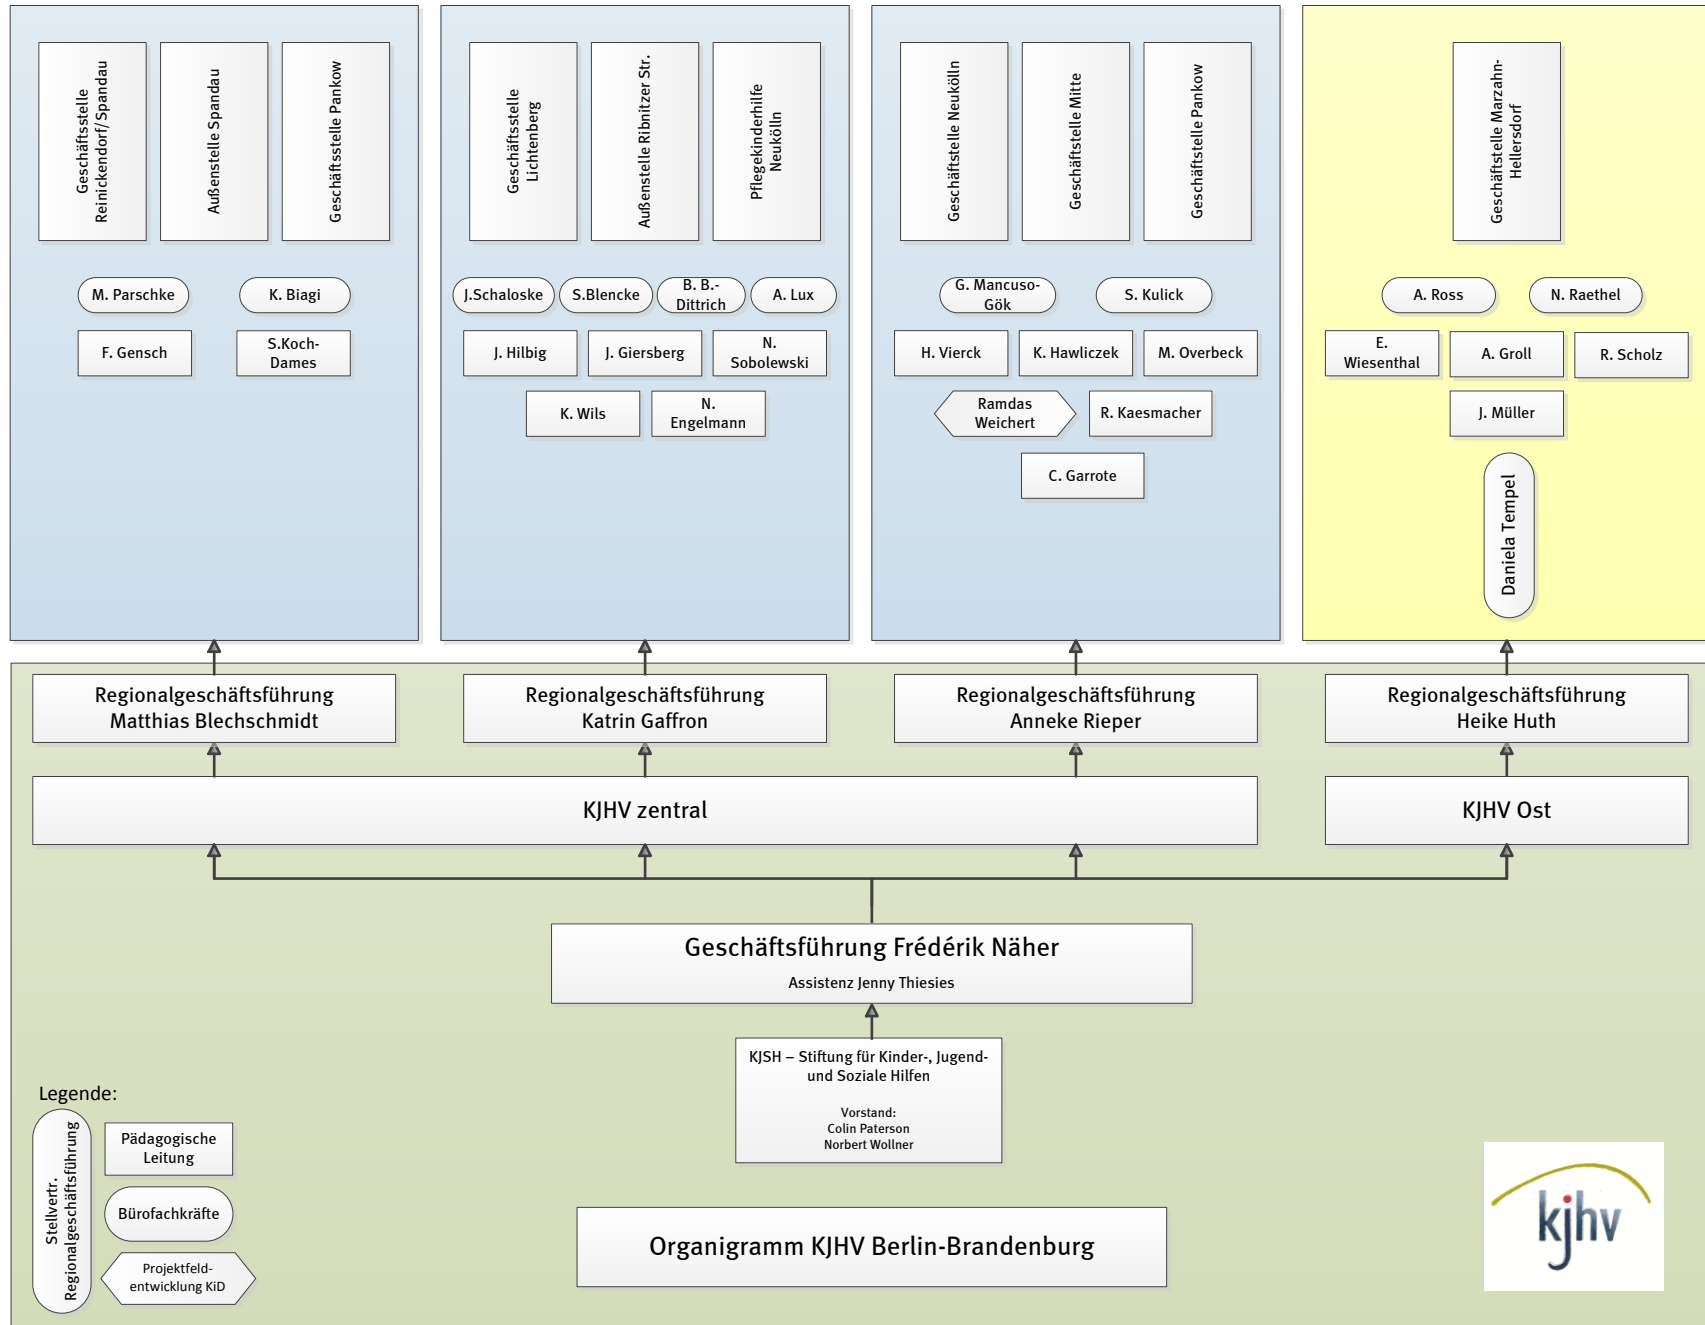 Geschäftsstelle
Reinickendorf/Spandau
Außenstelle Spandau
Geschäftsstelle Pankow
M. Parschke
K. Biagi
F. Gensch
S.Koch-
Dames
Geschäftsstelle
Lichtenberg
Außenstelle Ribnitzer Str.
Pflegekinderhilfe
Neukölln
J.Schaloske
S.Blencke
B. B.-
Dittrich
A. Lux
J. Hilbig
J. Giersberg
N.
Sobolewski
K. Wils
N.
Engelmann
Geschäftstelle Neukölln
Geschäftstelle Mitte
Geschäftstelle Pankow
G. Mancuso-
Gök
S. Kulick
H. Vierck
K. Hawliczek
M. Overbeck
Ramdas
Weichert
R. Kaesmacher
C. Garrote
Geschäftstelle Marzahn-
Hellersdorf
A. Ross
N. Raethel
E.
Wiesenthal
A. Groll
R. Scholz
J. Müller
Daniela Tempel
Regionalgeschäftsführung
Matthias Blechschmidt
Regionalgeschäftsführung
Katrin Gaffron
Regionalgeschäftsführung
Anneke Rieper
Regionalgeschäftsführung
Heike Huth
KJHV zentral
KJHV Ost
Geschäftsführung Frédérik Näher
Assistenz Jenny Thiesies
KJSH – Stiftung für Kinder-, Jugend-
und Soziale Hilfen
Vorstand:
Colin Paterson
Norbert Wollner
Legende:
Stellvertr.
Regionalgeschäftsführung
Pädagogische
Leitung
Bürofachkräfte
Projektfeld-
entwicklung KiD
Organigramm KJHV Berlin-Brandenburg
kjhv